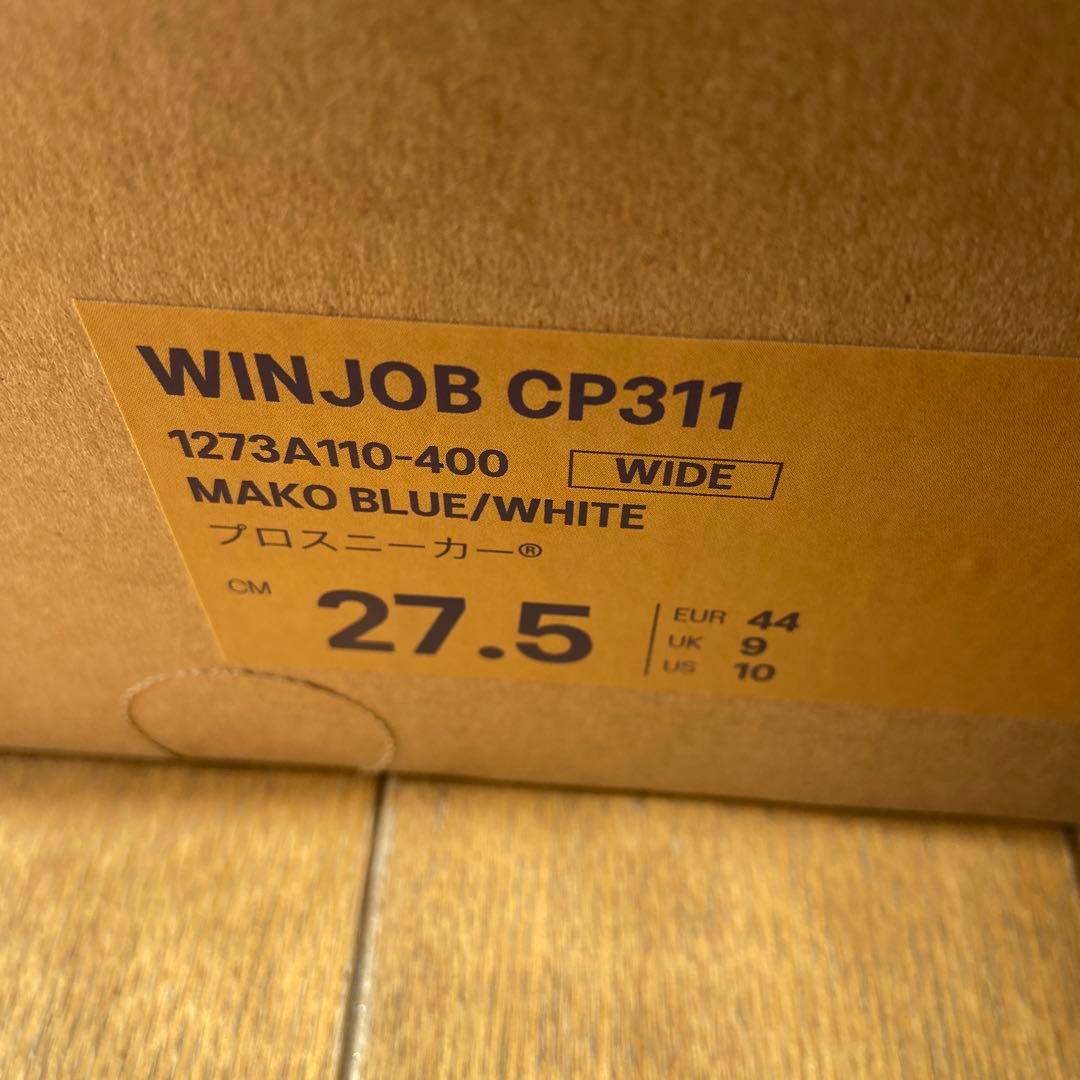 WINJOB CP311
1273A110-400 WIDE
MAKO BLUE/WHITE
プロスニーカー®
CM 27.5
EUR 44
UK 9
US 10